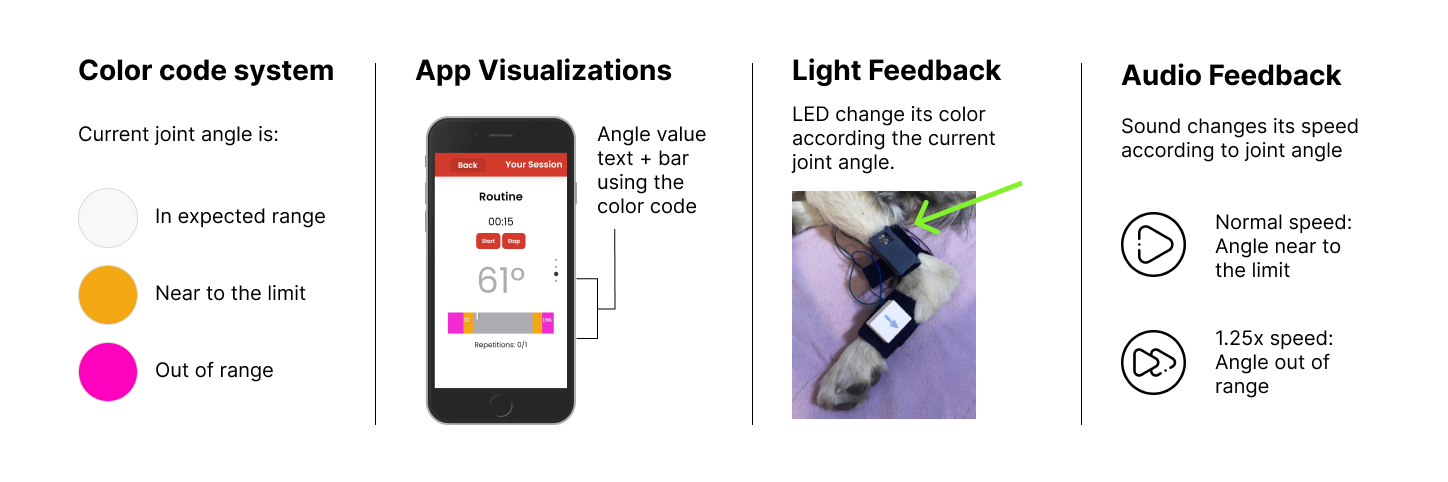 Color code system
Current joint angle is:
In expected range
Near to the limit
Out of range
App Visualizations
Back
Your Session
Routine
00:15
Start
Stop
61°
Repetitions: 0/1
Angle value
text + bar
using the
color code
Light Feedback
LED change its color
according the current
joint angle.
Audio Feedback
Sound changes its speed
according to joint angle
Normal speed:
Angle near to
the limit
1.25x speed:
Angle out of
range